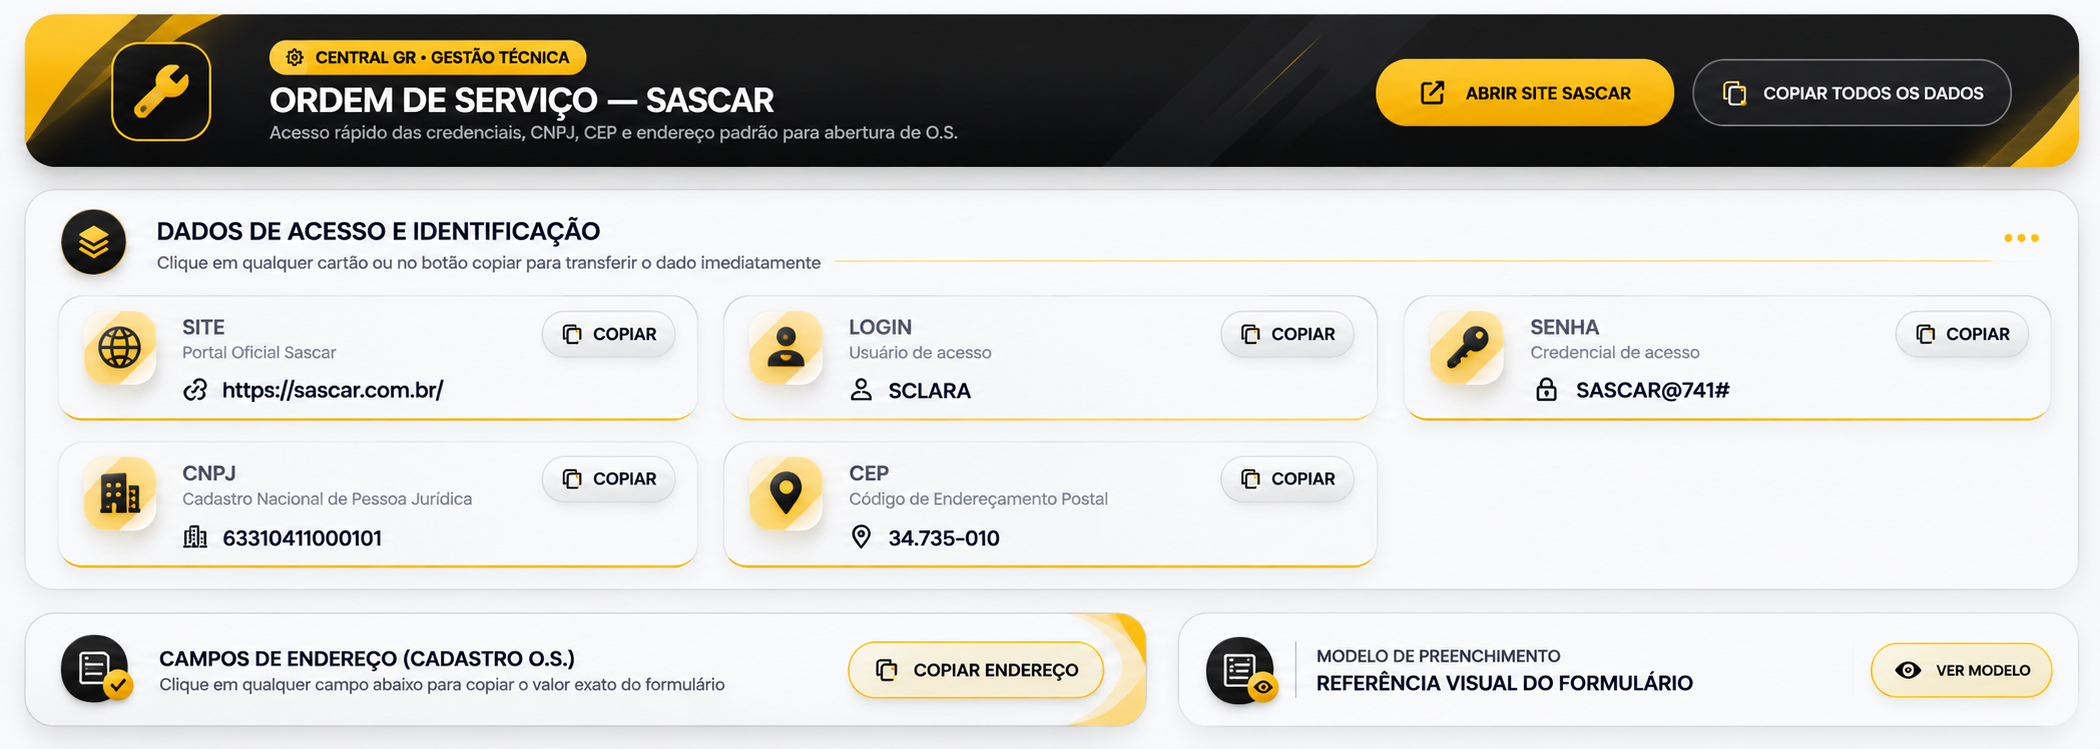 CENTRAL GR • GESTÃO TÉCNICA
ORDEM DE SERVIÇO — SASCAR
Acesso rápido das credenciais, CNPJ, CEP e endereço padrão para abertura de O.S.
ABRIR SITE SASCAR
COPIAR TODOS OS DADOS
DADOS DE ACESSO E IDENTIFICAÇÃO
Clique em qualquer cartão ou no botão copiar para transferir o dado imediatamente
SITE
Portal Oficial Sascar
https://sascar.com.br/
COPIAR
LOGIN
Usuário de acesso
SCLARA
COPIAR
SENHA
Credencial de acesso
SASCAR@741#
COPIAR
CNPJ
Cadastro Nacional de Pessoa Jurídica
63310411000101
COPIAR
CEP
Código de Endereçamento Postal
34.735-010
COPIAR
CAMPOS DE ENDEREÇO (CADASTRO O.S.)
Clique em qualquer campo abaixo para copiar o valor exato do formulário
COPIAR ENDEREÇO
MODELO DE PREENCHIMENTO
REFERÊNCIA VISUAL DO FORMULÁRIO
VER MODELO